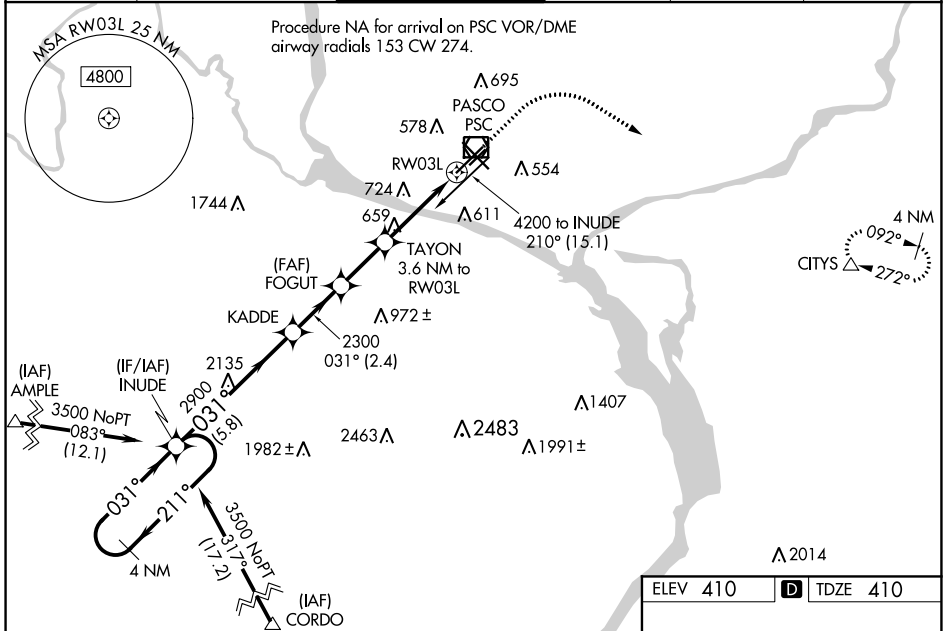 MSA RW03L 25 NM
4800
Procedure NA for arrival on PSC VOR/DME
airway radials 153 CW 274.
695
PASCO
PSC
578
RW03L
554
724
1744
659
611
4200 to INUDE
210° (15.1)
TAYON
3.6 NM to
RW03L
4 NM
092°
CITYS
272°
(FAF)
FOGUT
KADDE
972 ±
2300
031° (2.4)
(IAF)
AMPLE
(IF/IAF)
INUDE
2135
2900
031°
(5.8)
3500 NoPT
083°
(12.1)
1407
1982 ±
2463
2483
1991 ±
031°
211°
4 NM
3500 NoPT
317°
(17.2)
(IAF)
CORDO
2014
ELEV 410
D
TDZE 410